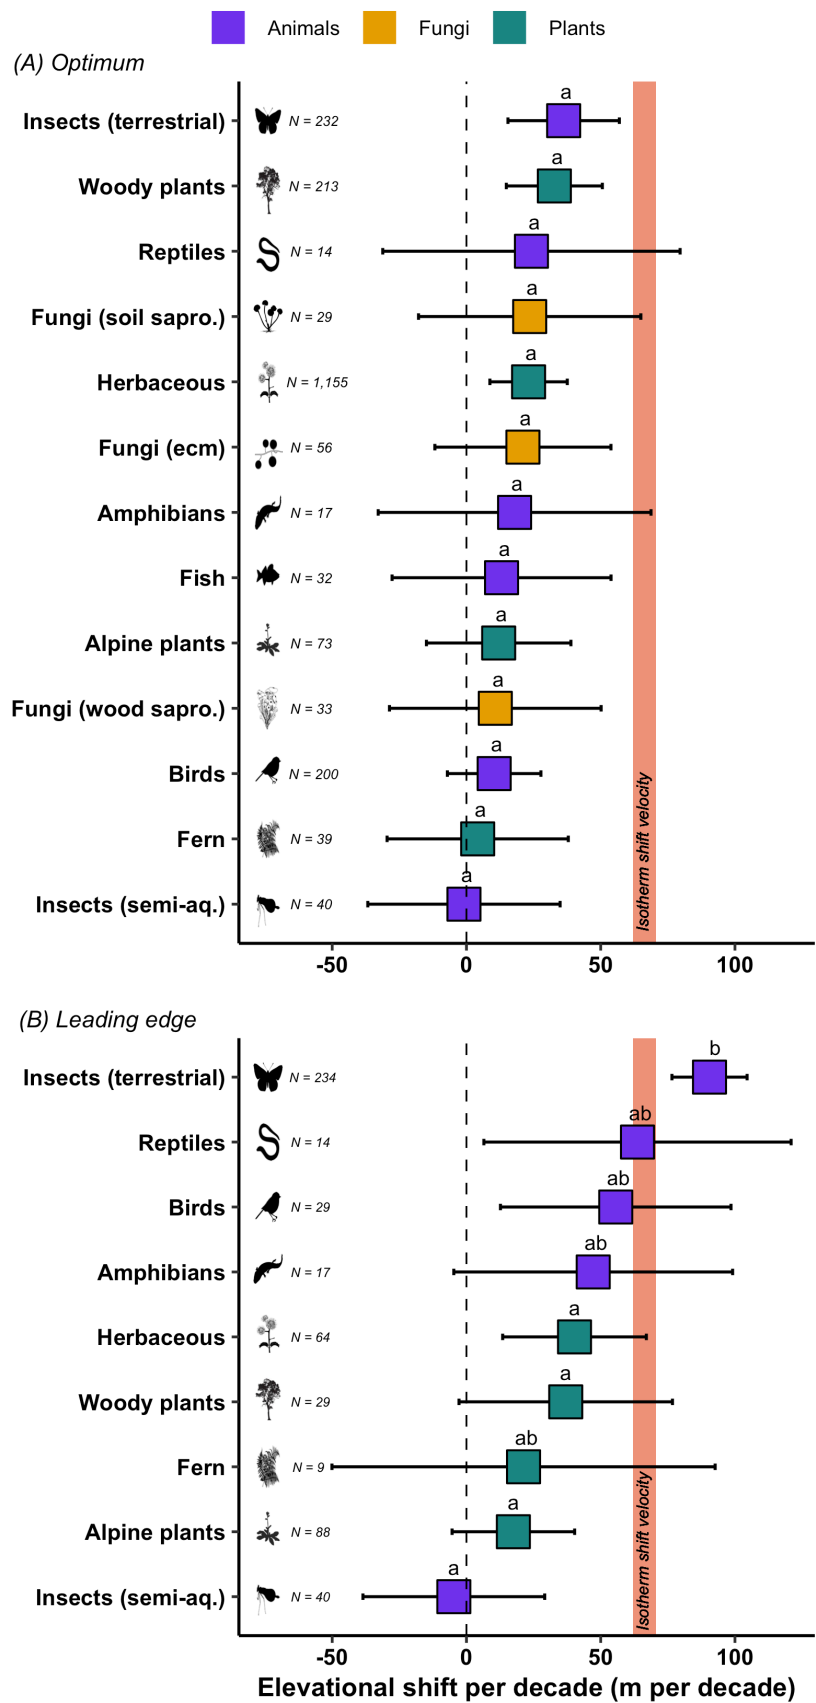 Animals Fungi Plants
(A) Optimum
a
Insects (terrestrial) N = 232
a
Woody plants N = 213
a
Reptiles N = 14
a
Fungi (soil sapro.) N = 29
a
Herbaceous N = 1,155
a
Fungi (ecm) N = 56
a
Amphibians N = 17
a
Fish N = 32
a
Alpine plants N = 73
a
Fungi (wood sapro.) N = 33
a
Birds N = 200
a
Fern N = 39
a
Insects (semi-aq.) N = 40
Isotherm shift velocity
-50 0 50 100
(B) Leading edge
b
Insects (terrestrial) N = 234
ab
Reptiles N = 14
ab
Birds N = 29
ab
Amphibians N = 17
a
Herbaceous N = 64
a
Woody plants N = 29
ab
Fern N = 9
a
Alpine plants N = 88
a
Insects (semi-aq.) N = 40
Isotherm shift velocity
-50 0 50 100
Elevational shift per decade (m per decade)